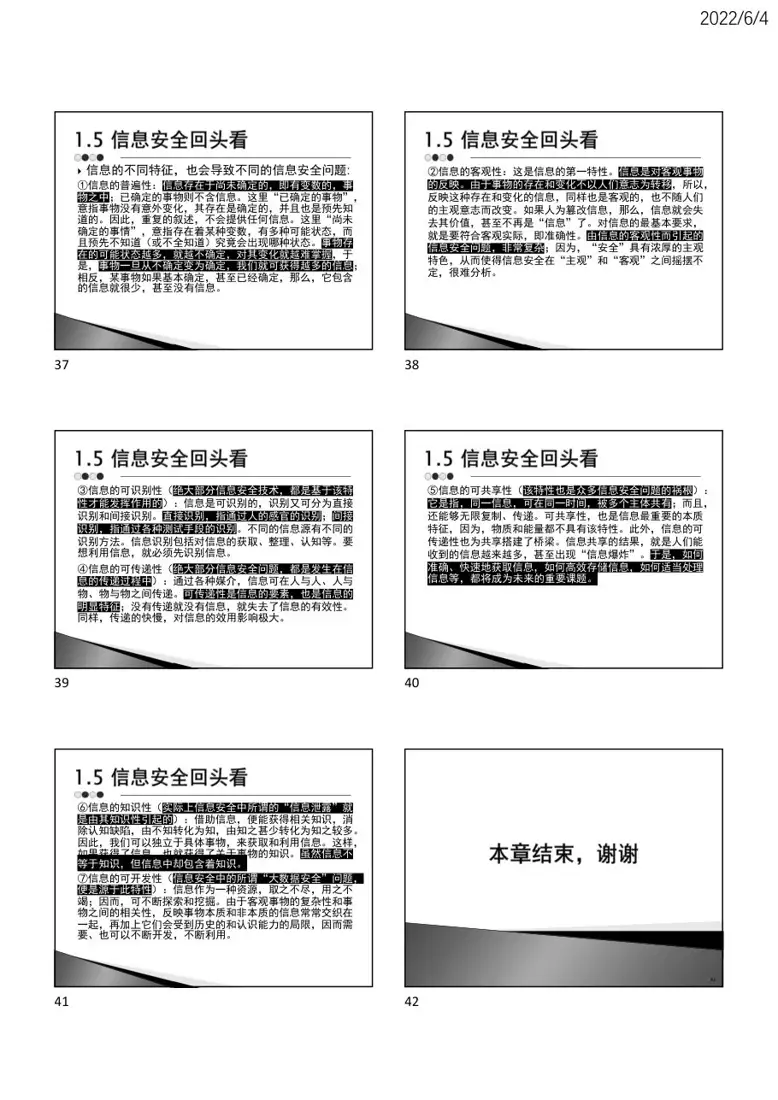 2022/6/4
1.5 信息安全回头看
信息的不同特征，也会导致不同的信息安全问题：
①信息的普遍性：信息存在于尚未确定的，即有变数的，事
物之中；已确定的事物则不含信息。这里“已确定的事物”，
意指事物没有意外变化，其存在是确定的，并且也是预先知
道的。因此，重复的叙述，不会提供任何信息。这里“尚未
确定的事情”，意指存在着某种变数，有多种可能状态，而
且预先不知道（或不全知道）究竟会出现哪种状态。事物存
在的可能状态越多，就越不确定，对其变化就越难掌握，于
是，事物一旦从不确定变为确定，我们就可获得越多的信息；
相反，某事物如果基本确定，甚至已经确定，那么，它包含
的信息就很少，甚至没有信息。
37
1.5 信息安全回头看
②信息的客观性：这是信息的第一特性。信息是对客观事物
的反映。由于事物的存在和变化不以人们意志为转移，所以，
反映这种存在和变化的信息，同样也是客观的，也不随人们
的主观意志而改变。如果人为篡改信息，那么，信息就会失
去其价值，甚至不再是“信息”了。对信息的最基本要求，
就是要符合客观实际，即准确性。由信息的客观性而引起的
信息安全问题，非常复杂；因为，“安全”具有浓厚的主观
特色，从而使得信息安全在“主观”和“客观”之间摇摆不
定，很难分析。
38
1.5 信息安全回头看
③信息的可识别性（绝大部分信息安全技术，都是基于该特
性才能发挥作用的）：信息是可识别的，识别又可分为直接
识别和间接识别。直接识别，指通过人的感官的识别；间接
识别，指通过各种测试手段的识别。不同的信息源有不同的
识别方法。信息识别包括对信息的获取、整理、认知等。要
想利用信息，就必须先识别信息。
④信息的可传递性（绝大部分信息安全问题，都是发生在信
息的传递过程中）：通过各种媒介，信息可在人与人、人与
物、物与物之间传递。可传递性是信息的要素，也是信息的
明显特征；没有传递就没有信息，就失去了信息的有效性。
同样，传递的快慢，对信息的效用影响极大。
39
1.5 信息安全回头看
⑤信息的可共享性（该特性也是众多信息安全问题的祸根）：
它是指，同一信息，可在同一时间，被多个主体共有；而且，
还能够无限复制、传递。可共享性，也是信息最重要的本质
特征，因为，物质和能量都不具有该特性。此外，信息的可
传递性也为共享搭建了桥梁。信息共享的结果，就是人们能
收到的信息越来越多，甚至出现“信息爆炸”。于是，如何
准确、快速地获取信息，如何高效存储信息，如何适当处理
信息等，都将成为未来的重要课题。
40
1.5 信息安全回头看
⑥信息的知识性（实际上信息安全中所谓的“信息泄露”就
是由其知识性引起的）：借助信息，便能获得相关知识，消
除认知缺陷，由不知转化为知，由知之甚少转化为知之较多。
因此，我们可以独立于具体事物，来获取和利用信息。这样，
如果获得了信息，也就获得了关于事物的知识。虽然信息不
等于知识，但信息中却包含着知识。
⑦信息的可开发性（信息安全中的所谓“大数据安全”问题，
便是源于此特性）：信息作为一种资源，取之不尽，用之不
竭；因而，可不断探索和挖掘。由于客观事物的复杂性和事
物之间的相关性，反映事物本质和非本质的信息常常交织在
一起，再加上它们会受到历史的和认识能力的局限，因而需
要、也可以不断开发，不断利用。
41
本章结束，谢谢
42